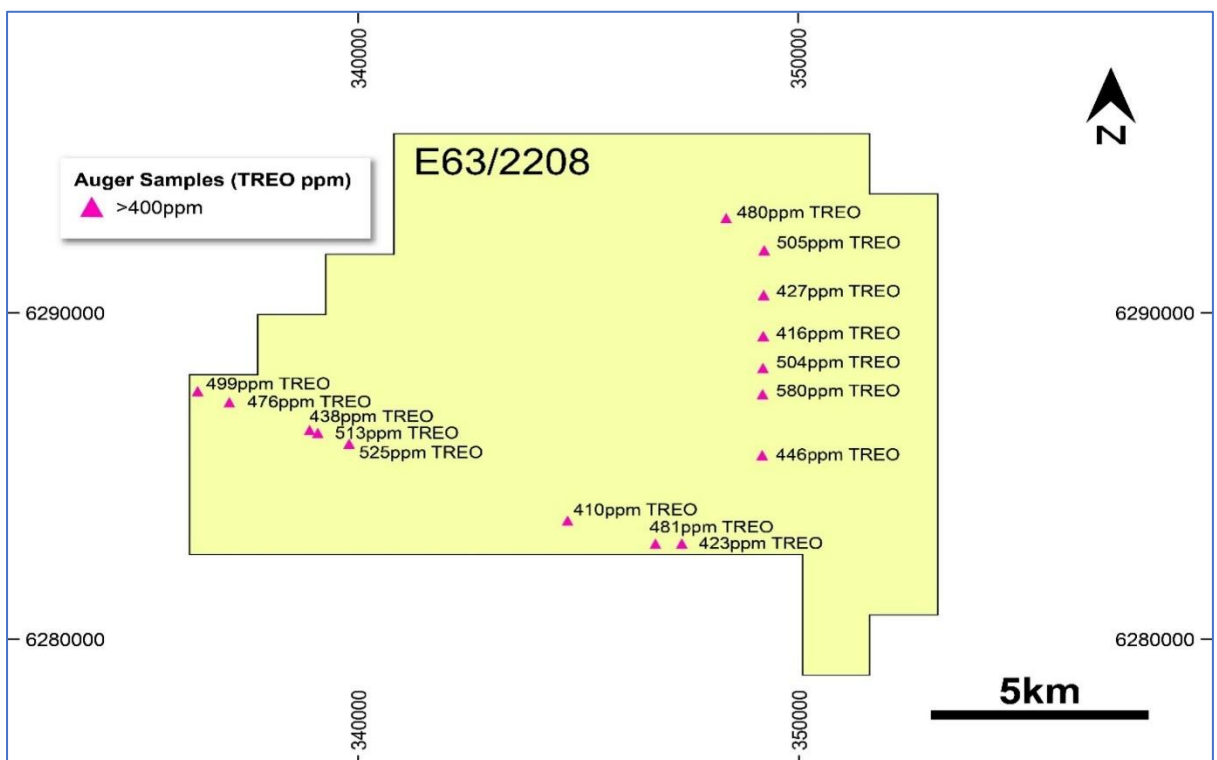 340000
350000
N
E63/2208
Auger Samples (TREO ppm)
>400ppm
480ppm TREO
505ppm TREO
427ppm TREO
6290000
6290000
416ppm TREO
504ppm TREO
499ppm TREO
580ppm TREO
476ppm TREO
438ppm TREO
513ppm TREO
525ppm TREO
446ppm TREO
410ppm TREO
481ppm TREO
423ppm TREO
6280000
6280000
5km
340000
350000